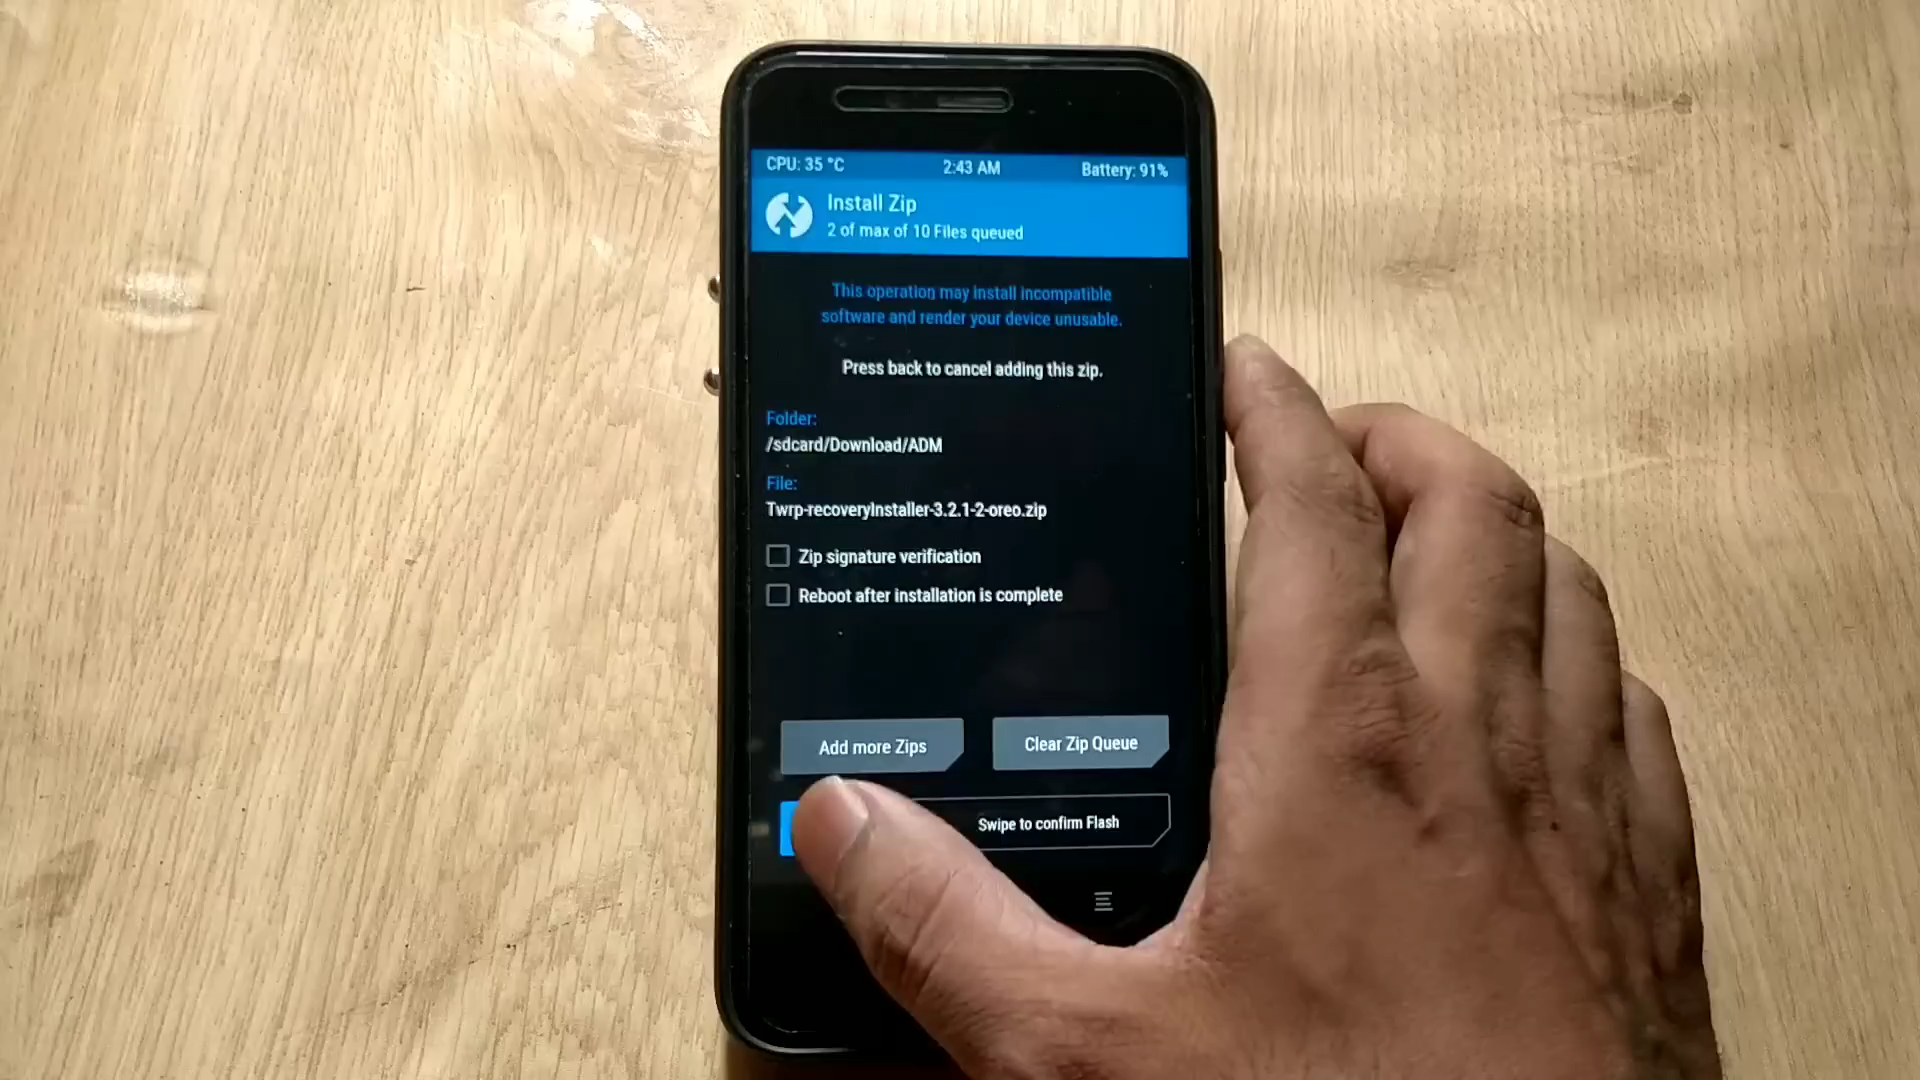 CPU: 35 °C
2:43 AM
Battery: 91%
Install Zip
2 of max of 10 Files queued
This operation may install incompatible
software and render your device unusable.
Press back to cancel adding this zip.
Folder:
/sdcard/Download/ADM
File:
Twrp-recoveryInstaller-3.2.1-2-oreo.zip
Zip signature verification
Reboot after installation is complete
Add more Zips
Clear Zip Queue
Swipe to confirm Flash